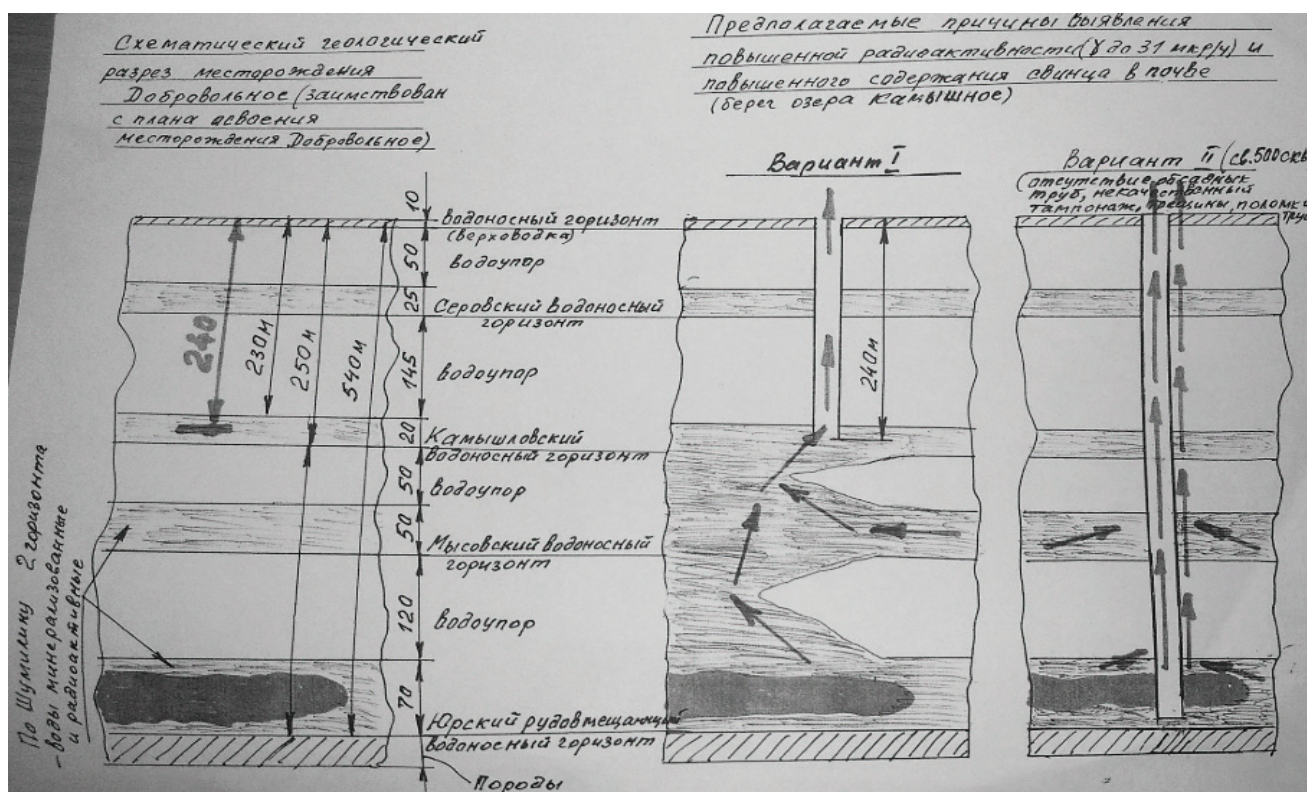 Схематический геологический
разрез месторождения
Добровольное (заимствован
с плана освоения
месторождения Добровольное)
Предполагаемые причины выявления
повышенной радиоактивности (γ до 31 мкр/ч) и
повышенного содержания свинца в почве
(берег озера Камышное)
Вариант I
Вариант II (св. 500 скв
(отсутствие обсадных
труб, некачественный
тампонаж, трещины, поломки
10
водоносный горизонт
(верховодка)
50
водоупор
25
Серовский водоносный
горизонт
240
230м
250м
540м
145
водоупор
240м
20
Камышловский
водоносный горизонт
50
водоупор
50
Мысовский водоносный
горизонт
120
водоупор
70
Юрский рудовмещающий
водоносный горизонт
Породы
По Шумилину 2 горизонта
- воды минерализованные
и радиоактивные